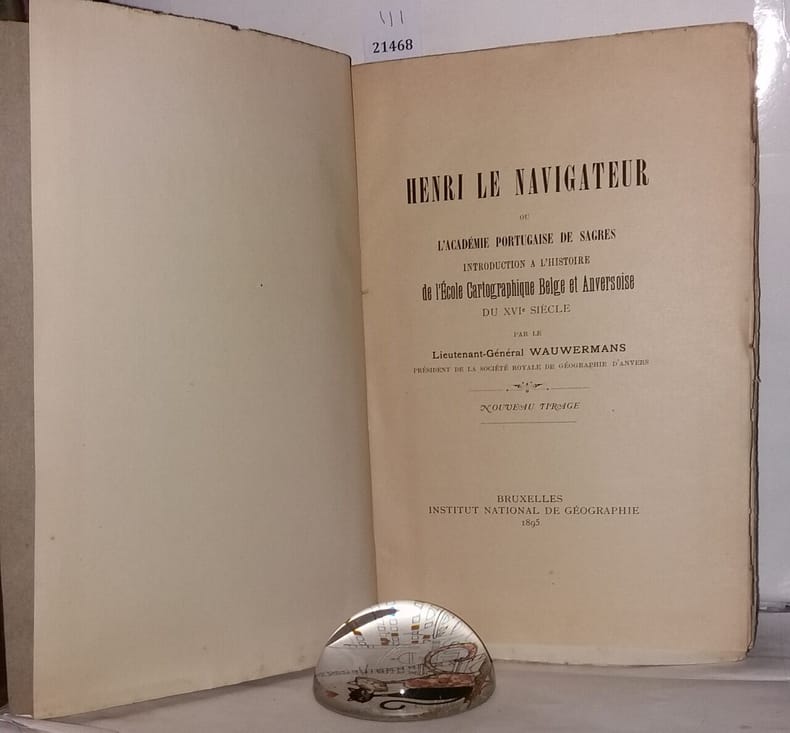 21468
HENRI LE NAVIGATEUR
OU
L'ACADÉMIE PORTUGAISE DE SAGRES
INTRODUCTION A L'HISTOIRE
de l'École Cartographique Belge et Anversoise
DU XVIe SIÈCLE
PAR LE
Lieutenant-Général WAUWERMANS
PRÉSIDENT DE LA SOCIÉTÉ ROYALE DE GÉOGRAPHIE D'ANVERS
NOUVEAU TIRAGE
BRUXELLES
INSTITUT NATIONAL DE GÉOGRAPHIE
1895